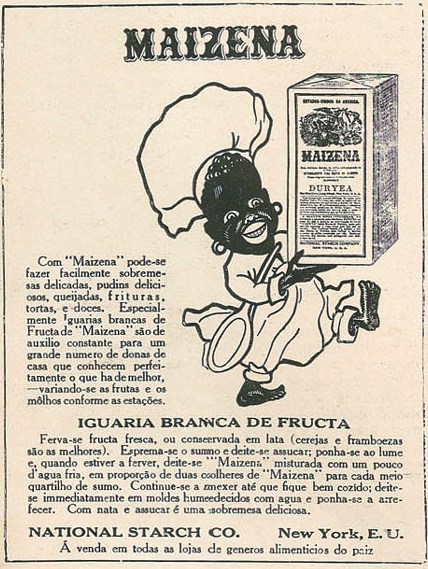 MAIZENA
ESTADOS-UNIDOS DA AMERICA.
MAIZENA
DURYEA
NATIONAL STARCH COMPANY,
NEW YORK, U.S.A.
Com "Maizena" pode-se
fazer facilmente sobreme-
sas delicadas, pudins delici-
osos, queijadas, frituras,
tortas, e doces. Especial-
mente Iguarias brancas de
Fructa de "Maizena" são de
auxilio constante para um
grande numero de donas de
casa que conhecem perfei-
tamente o que ha de melhor,
—variando-se as frutas e os
môlhos conforme as estações.
IGUARIA BRANCA DE FRUCTA
Ferva-se fructa fresca, ou conservada em lata (cerejas e framboezas
são as melhores). Esprema-se o sumno e deite-se assucar; ponha-se ao lume
e, quando estiver a ferver, deite-se "Maizena" misturada com um pouco
d'agua fria, em proporção de duas colheres de "Maizena" para cada meio
quartilho de sumo. Continue-se a mexer até que fique bem cozido; deite-
se immediatamente em moldes humeedecidos com agua e ponha-se a arre-
fecer. Com nata e assucar é uma sobremesa deliciosa.
NATIONAL STARCH CO. New York, E. U.
Á venda em todas as lojas de generos alimenticios do paiz